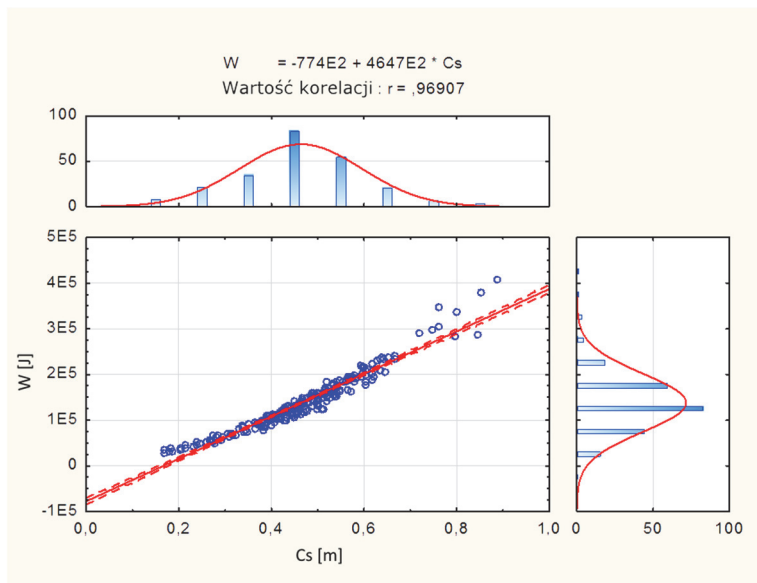 W = -774E2 + 4647E2 * Cs
Wartość korelacji : r = ,96907
100
50
0
5E5
4E5
3E5
2E5
1E5
0
-1E5
W [J]
0,0 0,2 0,4 0,6 0,8 1,0
Cs [m]
0 50 100